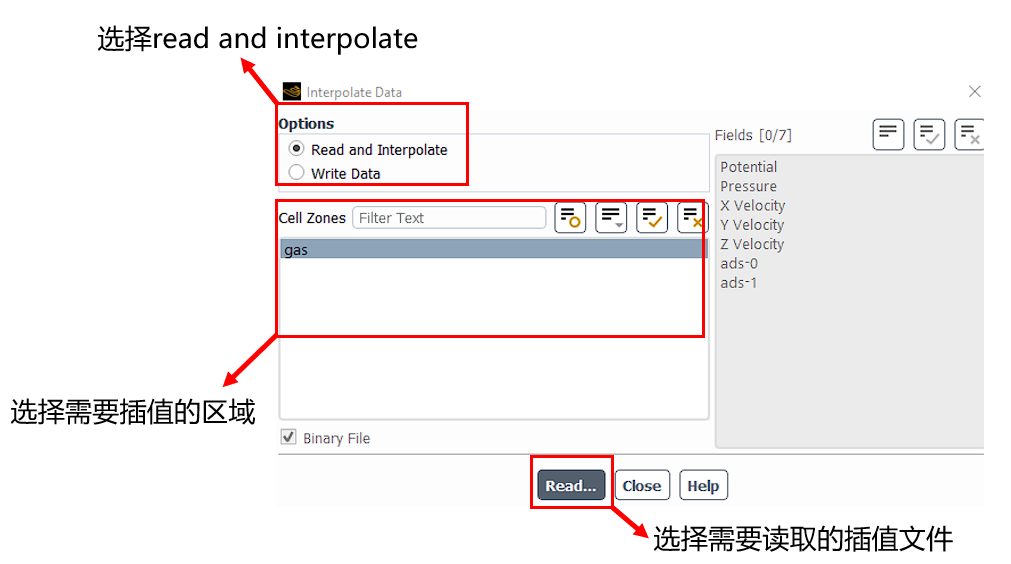 选择read and interpolate
Interpolate Data
Options
Read and Interpolate
Write Data
Cell Zones Filter Text
gas
Fields [0/7]
Potential
Pressure
X Velocity
Y Velocity
Z Velocity
ads-0
ads-1
选择需要插值的区域
Binary File
Read... Close Help
选择需要读取的插值文件